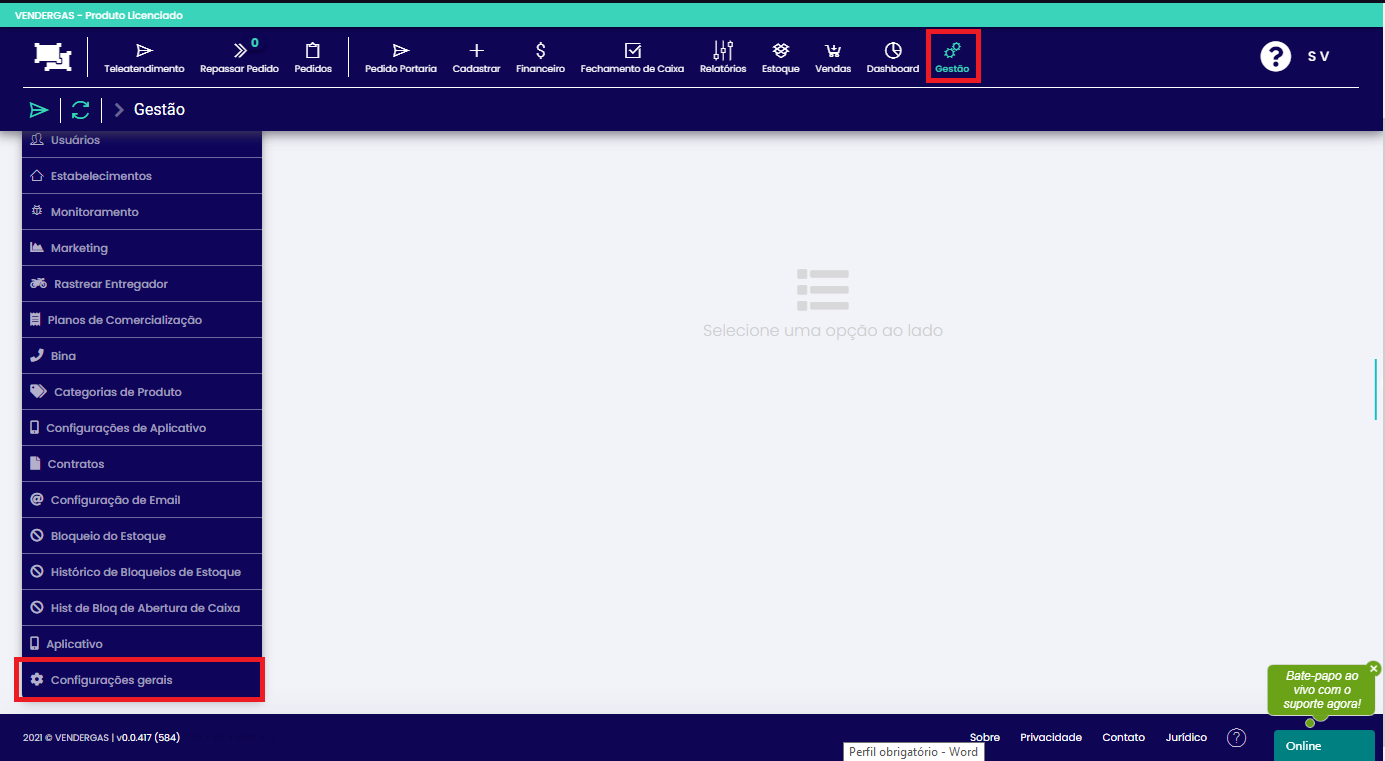 VENDERGAS - Produto Licenciado
0
Teleatendimento
Repassar Pedido
Pedidos
Pedido Portaria
Cadastrar
Financeiro
Fechamento de Caixa
Relatórios
Estoque
Vendas
Dashboard
Gestão
?
S V
Gestão
Usuários
Estabelecimentos
Monitoramento
Marketing
Rastrear Entregador
Planos de Comercialização
Bina
Categorias de Produto
Configurações de Aplicativo
Contratos
Configuração de Email
Bloqueio do Estoque
Histórico de Bloqueios de Estoque
Hist de Bloq de Abertura de Caixa
Aplicativo
Configurações gerais
Selecione uma opção ao lado
Bate-papo ao
vivo com o
suporte agora!
2021 © VENDERGAS | v0.0.417 (584)
Sobre
Privacidade
Contato
Jurídico
?
Perfil obrigatório - Word
Online